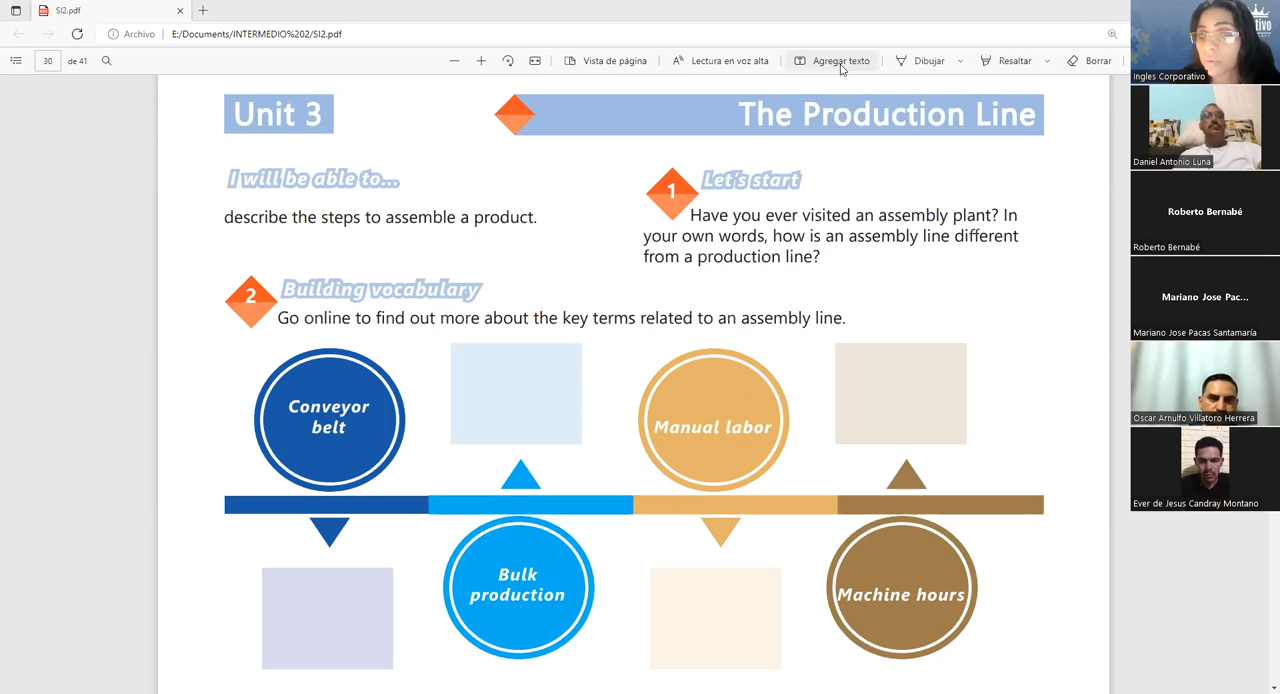 SI2.pdf
Archivo
E:/Documents/INTERMEDIO%202/SI2.pdf
30
de 41
Vista de página
Lectura en voz alta
Agregar texto
Dibujar
Resaltar
Borrar
Unit 3
The Production Line
I will be able to...
describe the steps to assemble a product.
1
Let's start
Have you ever visited an assembly plant? In
your own words, how is an assembly line different
from a production line?
2
Building vocabulary
Go online to find out more about the key terms related to an assembly line.
Conveyor
belt
Manual labor
Bulk
production
Machine hours
Ingles Corporativo
Daniel Antonio Luna
Roberto Bernabé
Roberto Bernabé
Mariano Jose Pac...
Mariano Jose Pacas Santamaría
Oscar Arnulfo Villatoro Herrera
Ever de Jesus Candray Montano